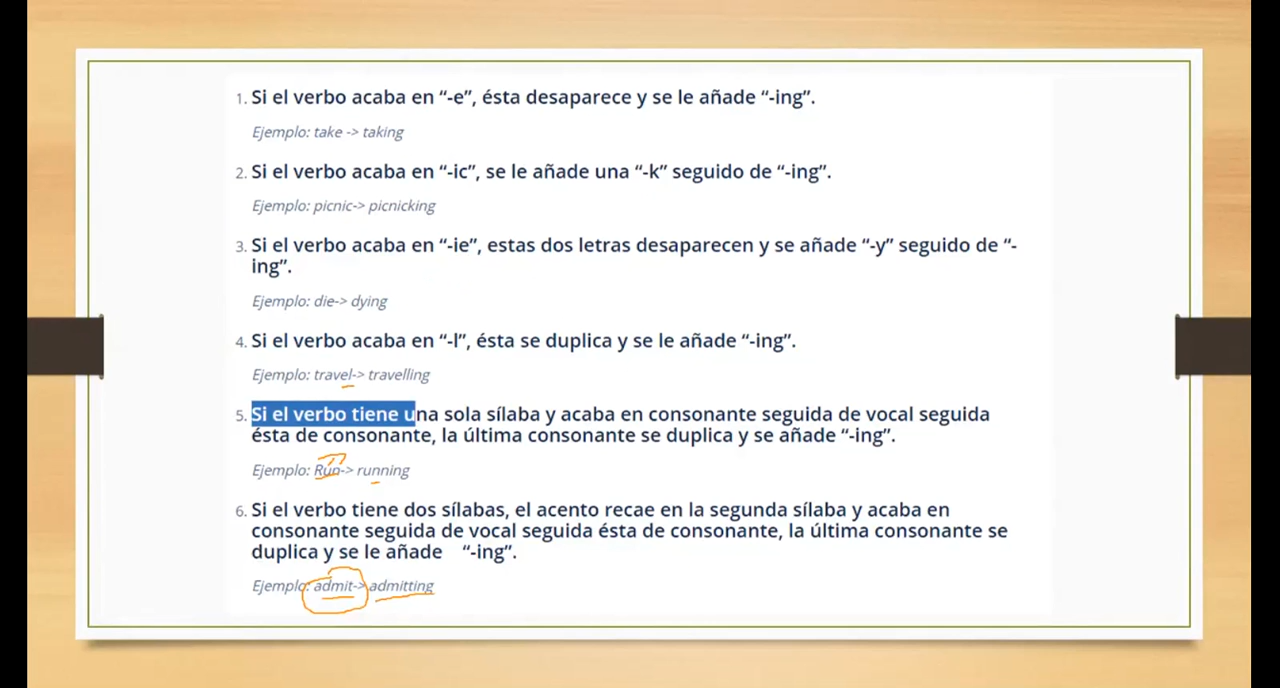 1. Si el verbo acaba en “-e”, ésta desaparece y se le añade “-ing”.
Ejemplo: take -> taking
2. Si el verbo acaba en “-ic”, se le añade una “-k” seguido de “-ing”.
Ejemplo: picnic-> picnicking
3. Si el verbo acaba en “-ie”, estas dos letras desaparecen y se añade “-y” seguido de “-
ing”.
Ejemplo: die-> dying
4. Si el verbo acaba en “-l”, ésta se duplica y se le añade “-ing”.
Ejemplo: travel-> travelling
5. Si el verbo tiene una sola sílaba y acaba en consonante seguida de vocal seguida
ésta de consonante, la última consonante se duplica y se añade “-ing”.
Ejemplo: Run-> running
6. Si el verbo tiene dos sílabas, el acento recae en la segunda sílaba y acaba en
consonante seguida de vocal seguida ésta de consonante, la última consonante se
duplica y se le añade “-ing”.
Ejemplo: admit-> admitting